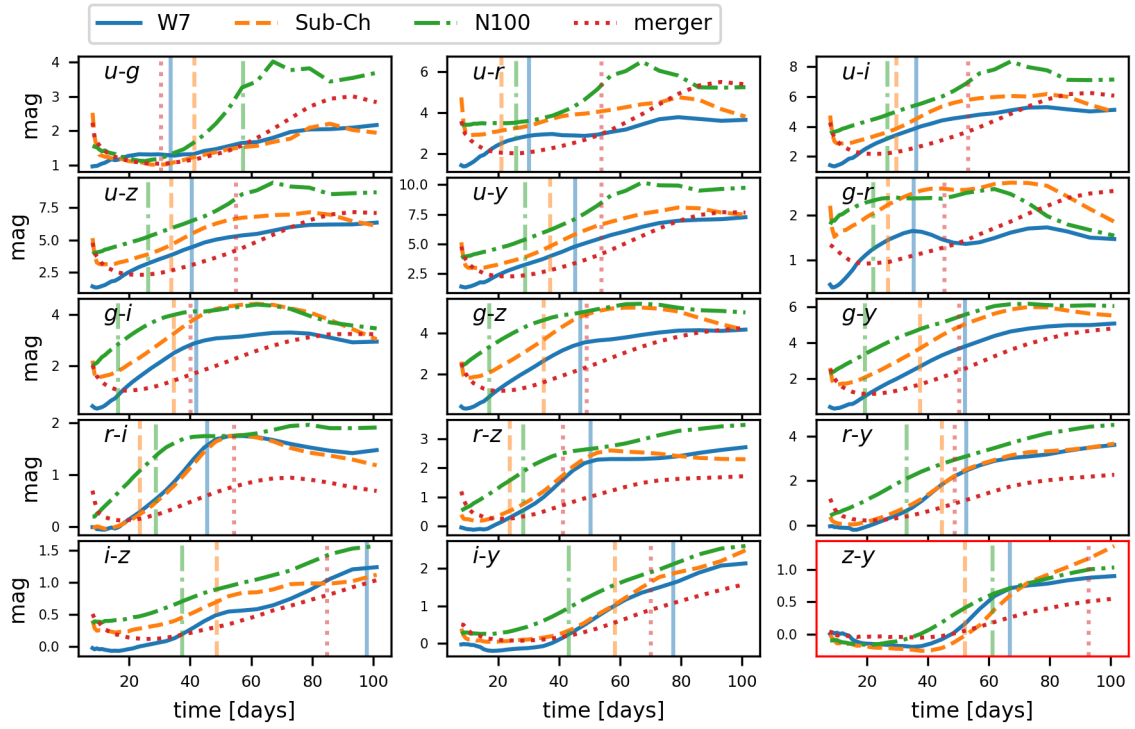 W7 Sub-Ch N100 merger
4 3 2 1 mag u-g
6 4 2 u-r
8 6 4 2 u-i
7.5 5.0 2.5 mag u-z
10.0 7.5 5.0 2.5 u-y
2 1 g-r
4 2 mag g-i
4 2 g-z
6 4 2 g-y
2 1 0 mag r-i
3 2 1 0 r-z
4 2 0 r-y
1.5 1.0 0.5 0.0 mag i-z
2 1 0 i-y
1.0 0.5 0.0 z-y
20 40 60 80 100 20 40 60 80 100 20 40 60 80 100
time [days] time [days] time [days]